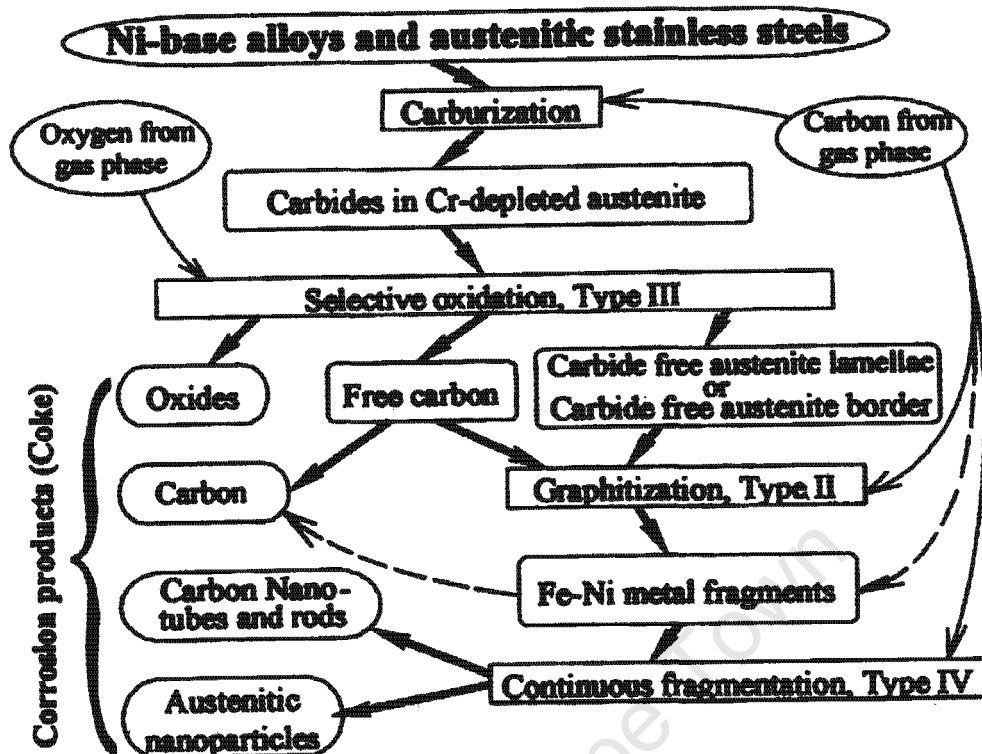 Ni-base alloys and austenitic stainless steels
Carburization
Oxygen from
gas phase
Carbon from
gas phase
Carbides in Cr-depleted austenite
Selective oxidation, Type III
Oxides
Free carbon
Carbide free austenite lamellae
or
Carbide free austenite border
Carbon
Graphitization, Type II
Carbon Nano-
tubes and rods
Fe-Ni metal fragments
Continuous fragmentation, Type IV
Austenitic
nanoparticles
Corrosion products (Coke)
Town